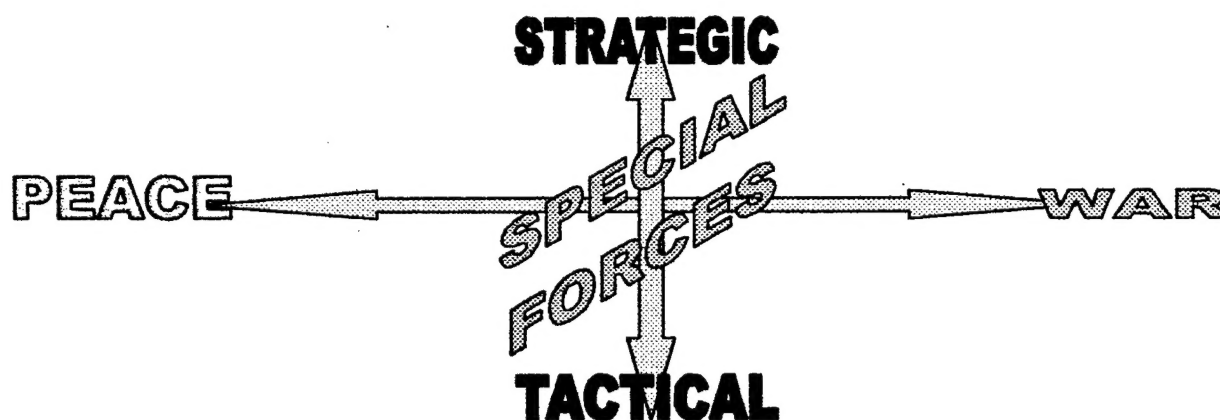 STRATEGIC
SPECIAL
FORCES
PEACE
WAR
TACTICAL